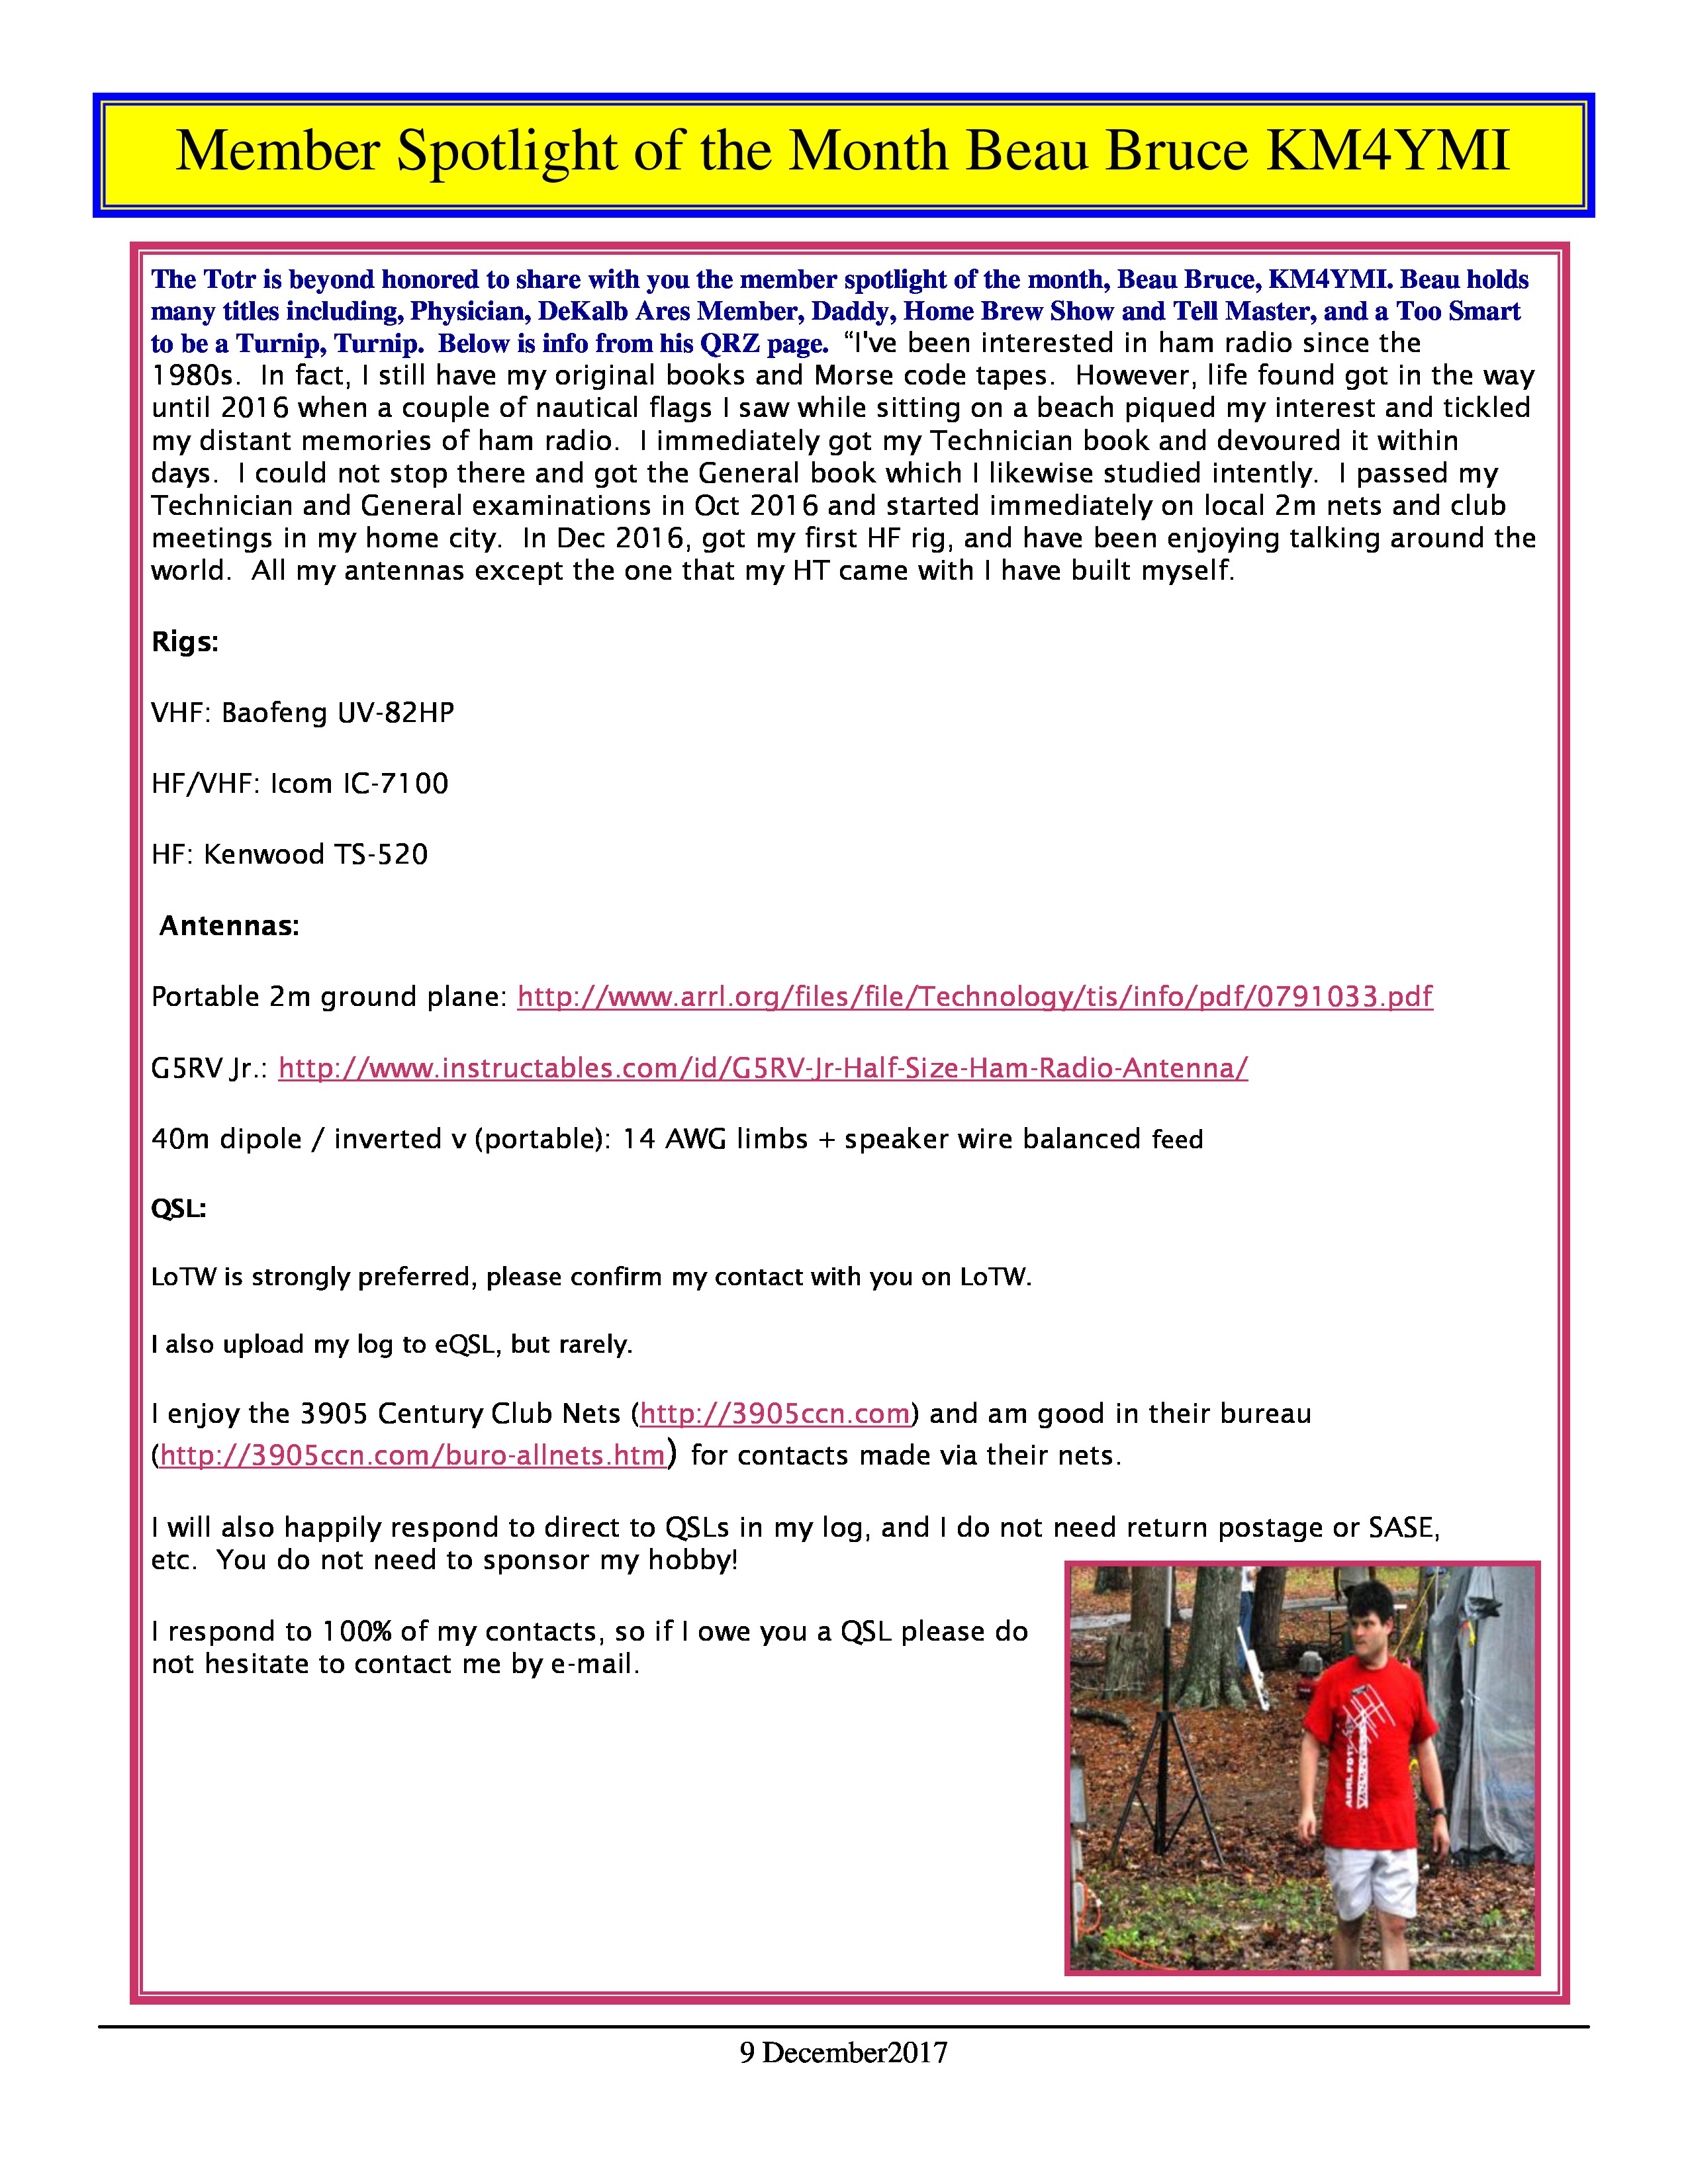 Member Spotlight of the Month Beau Bruce KM4YMI
The Totr is beyond honored to share with you the member spotlight of the month, Beau Bruce, KM4YMI. Beau holds
many titles including, Physician, DeKalb Ares Member, Daddy, Home Brew Show and Tell Master, and a Too Smart
to be a Turnip, Turnip.  Below is info from his QRZ page.  “I've been interested in ham radio since the
1980s.  In fact, I still have my original books and Morse code tapes.  However, life found got in the way
until 2016 when a couple of nautical flags I saw while sitting on a beach piqued my interest and tickled
my distant memories of ham radio.  I immediately got my Technician book and devoured it within
days.  I could not stop there and got the General book which I likewise studied intently.  I passed my
Technician and General examinations in Oct 2016 and started immediately on local 2m nets and club
meetings in my home city.  In Dec 2016, got my first HF rig, and have been enjoying talking around the
world.  All my antennas except the one that my HT came with I have built myself.
Rigs:
VHF: Baofeng UV-82HP
HF/VHF: Icom IC-7100
HF: Kenwood TS-520
Antennas:
Portable 2m ground plane: http://www.arrl.org/files/file/Technology/tis/info/pdf/0791033.pdf
G5RV Jr.: http://www.instructables.com/id/G5RV-Jr-Half-Size-Ham-Radio-Antenna/
40m dipole / inverted v (portable): 14 AWG limbs + speaker wire balanced feed
QSL:
LoTW is strongly preferred, please confirm my contact with you on LoTW.
I also upload my log to eQSL, but rarely.
I enjoy the 3905 Century Club Nets (http://3905ccn.com) and am good in their bureau
(http://3905ccn.com/buro-allnets.htm) for contacts made via their nets.
I will also happily respond to direct to QSLs in my log, and I do not need return postage or SASE,
etc.  You do not need to sponsor my hobby!
I respond to 100% of my contacts, so if I owe you a QSL please do
not hesitate to contact me by e-mail.
ARRL
9 December2017